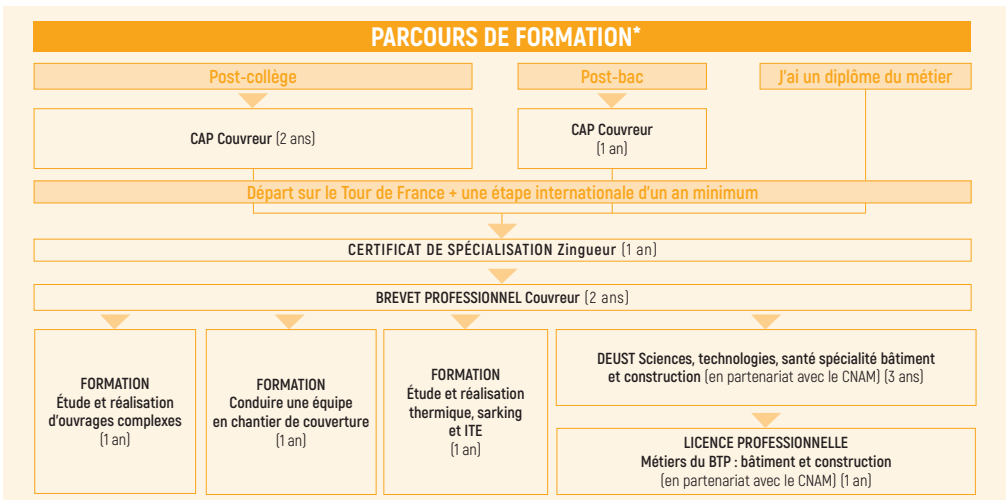 PARCOURS DE FORMATION*
Post-collège
Post-bac
J'ai un diplôme du métier
CAP Couvreur (2 ans)
CAP Couvreur
(1 an)
Départ sur le Tour de France + une étape internationale d'un an minimum
CERTIFICAT DE SPÉCIALISATION Zingueur (1 an)
BREVET PROFESSIONNEL Couvreur (2 ans)
FORMATION
Étude et réalisation
d'ouvrages complexes
(1 an)
FORMATION
Conduire une équipe
en chantier de couverture
(1 an)
FORMATION
Étude et réalisation
thermique, sarking
et ITE
(1 an)
DEUST Sciences, technologies, santé spécialité bâtiment
et construction (en partenariat avec le CNAM) (3 ans)
LICENCE PROFESSIONNELLE
Métiers du BTP : bâtiment et construction
(en partenariat avec le CNAM) (1 an)